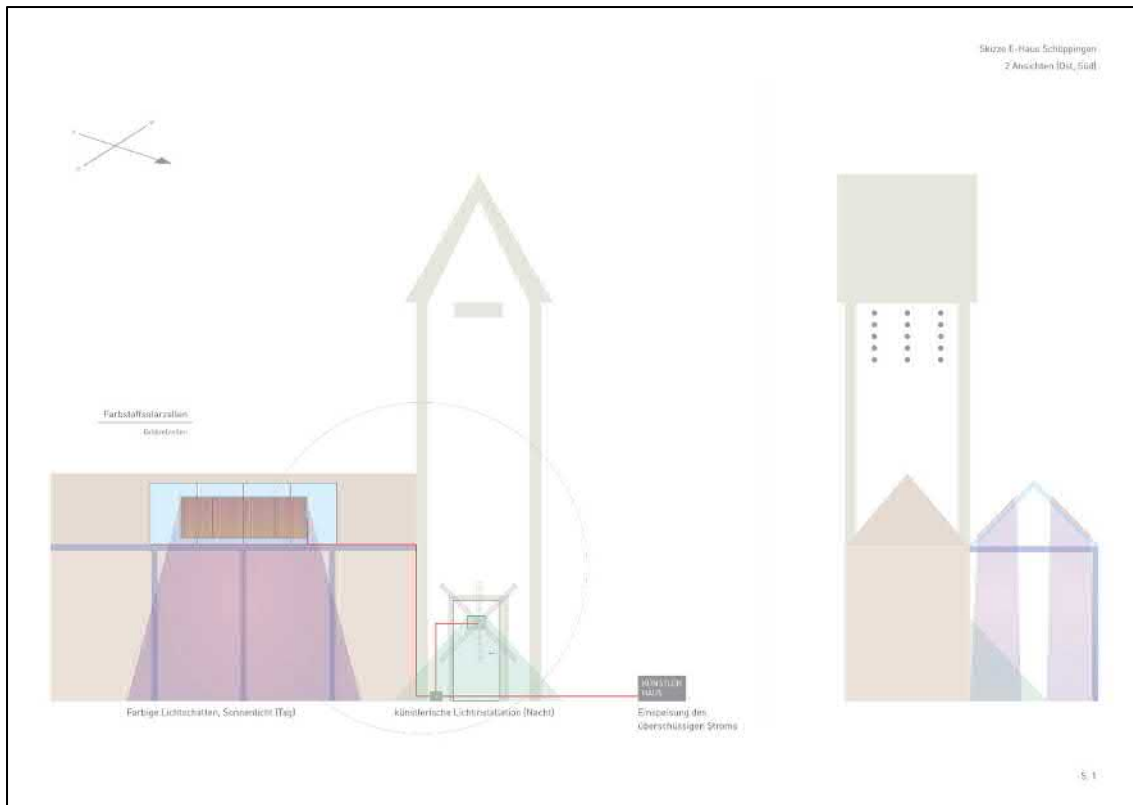 Skizze E-Haus Schöppingen
2 Ansichten (Ost, Süd)
Farbstoffsolarzellen
Farbige Lichtschatten, Sonnenlicht (Tag)
künstlerische Lichtinstallation (Nacht)
KÜNSTLER
HAUS
Einspeisung des
überschüssigen Stroms
S. 1